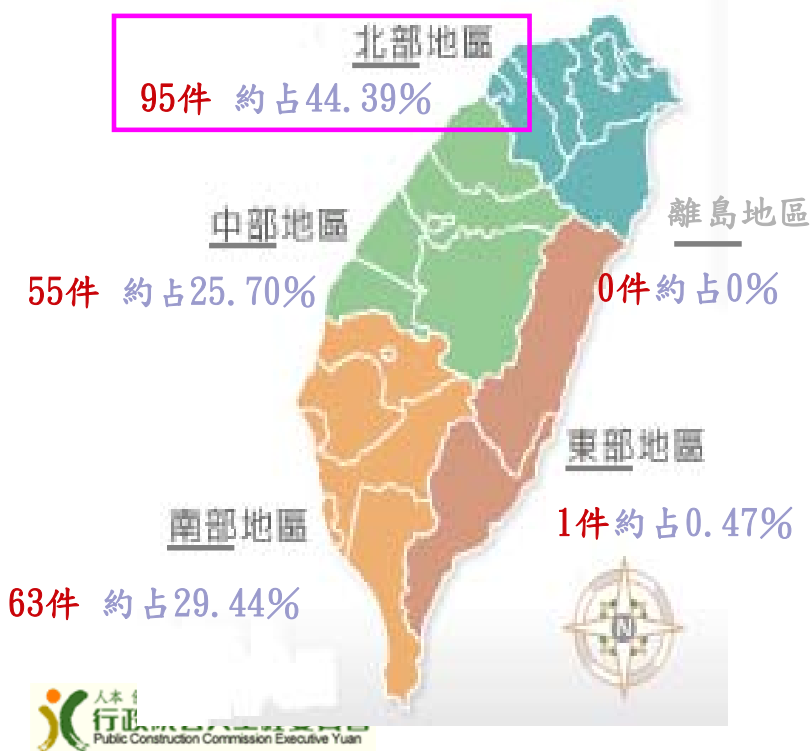 北部地區
95件 約占44.39%
離島地區
0件約占0%
中部地區
55件 約占25.70%
東部地區
1件約占0.47%
南部地區
63件 約占29.44%
N
人本
行政院
Public Construction Commission Executive Yuan